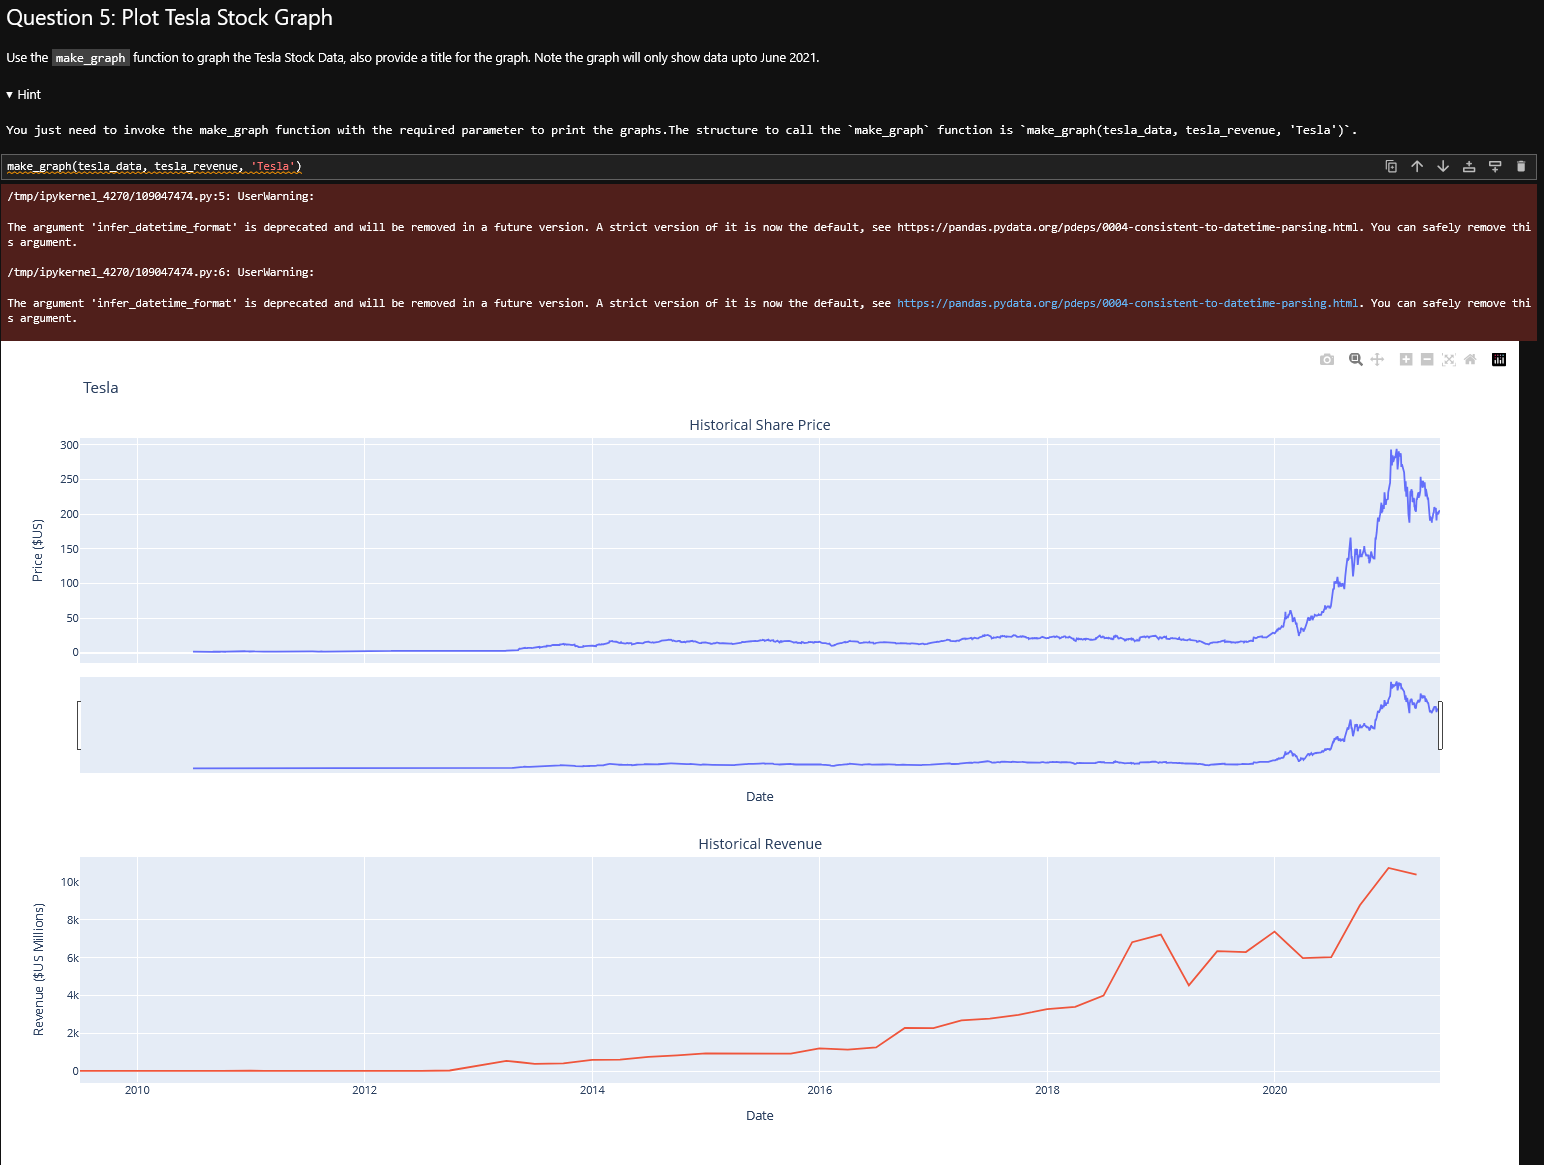 Question 5: Plot Tesla Stock Graph
Use the make_graph function to graph the Tesla Stock Data, also provide a title for the graph. Note the graph will only show data upto June 2021.
▾ Hint
You just need to invoke the make_graph function with the required parameter to print the graphs.The structure to call the `make_graph` function is `make_graph(tesla_data, tesla_revenue, 'Tesla')`.
make_graph(tesla_data, tesla_revenue, 'Tesla')
/tmp/ipykernel_4270/109047474.py:5: UserWarning:
The argument 'infer_datetime_format' is deprecated and will be removed in a future version. A strict version of it is now the default, see https://pandas.pydata.org/pdeps/0004-consistent-to-datetime-parsing.html. You can safely remove thi
s argument.
/tmp/ipykernel_4270/109047474.py:6: UserWarning:
The argument 'infer_datetime_format' is deprecated and will be removed in a future version. A strict version of it is now the default, see https://pandas.pydata.org/pdeps/0004-consistent-to-datetime-parsing.html. You can safely remove thi
s argument.
Tesla
Historical Share Price
300
250
200
150
100
50
0
Price ($US)
Date
Historical Revenue
10k
8k
6k
4k
2k
0
Revenue ($US Millions)
2010 2012 2014 2016 2018 2020
Date